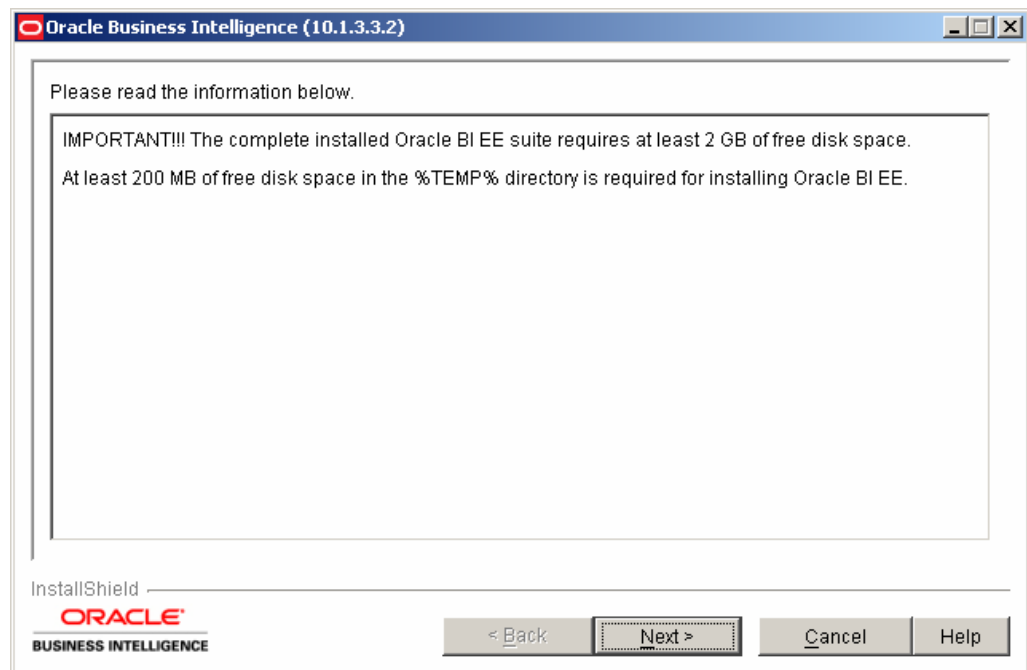 Oracle Business Intelligence (10.1.3.3.2)
Please read the information below.
IMPORTANT!!! The complete installed Oracle BI EE suite requires at least 2 GB of free disk space.
At least 200 MB of free disk space in the %TEMP% directory is required for installing Oracle BI EE.
InstallShield
ORACLE
BUSINESS INTELLIGENCE
< Back
Next >
Cancel
Help